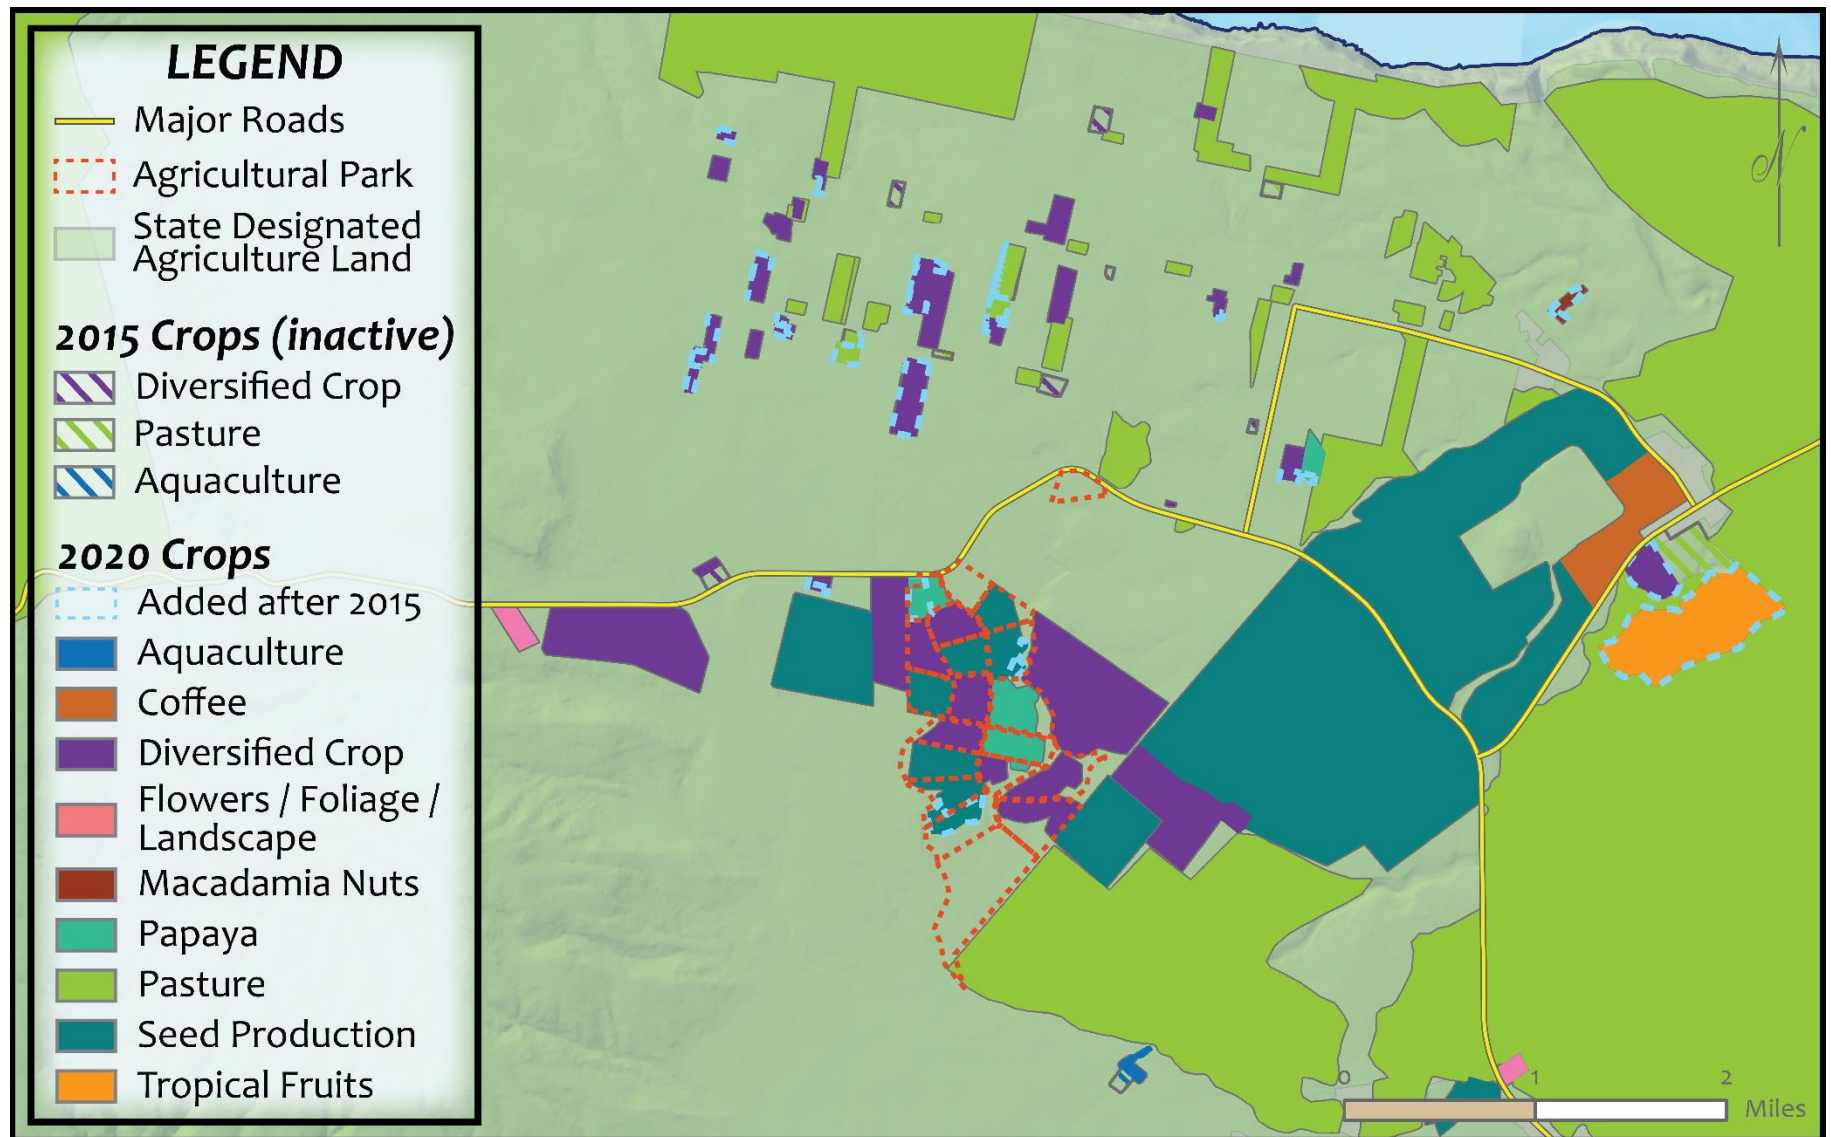 LEGEND
Major Roads
Agricultural Park
State Designated
Agriculture Land
2015 Crops (inactive)
Diversified Crop
Pasture
Aquaculture
2020 Crops
Added after 2015
Aquaculture
Coffee
Diversified Crop
Flowers / Foliage /
Landscape
Macadamia Nuts
Papaya
Pasture
Seed Production
Tropical Fruits
N
0 1 2
Miles